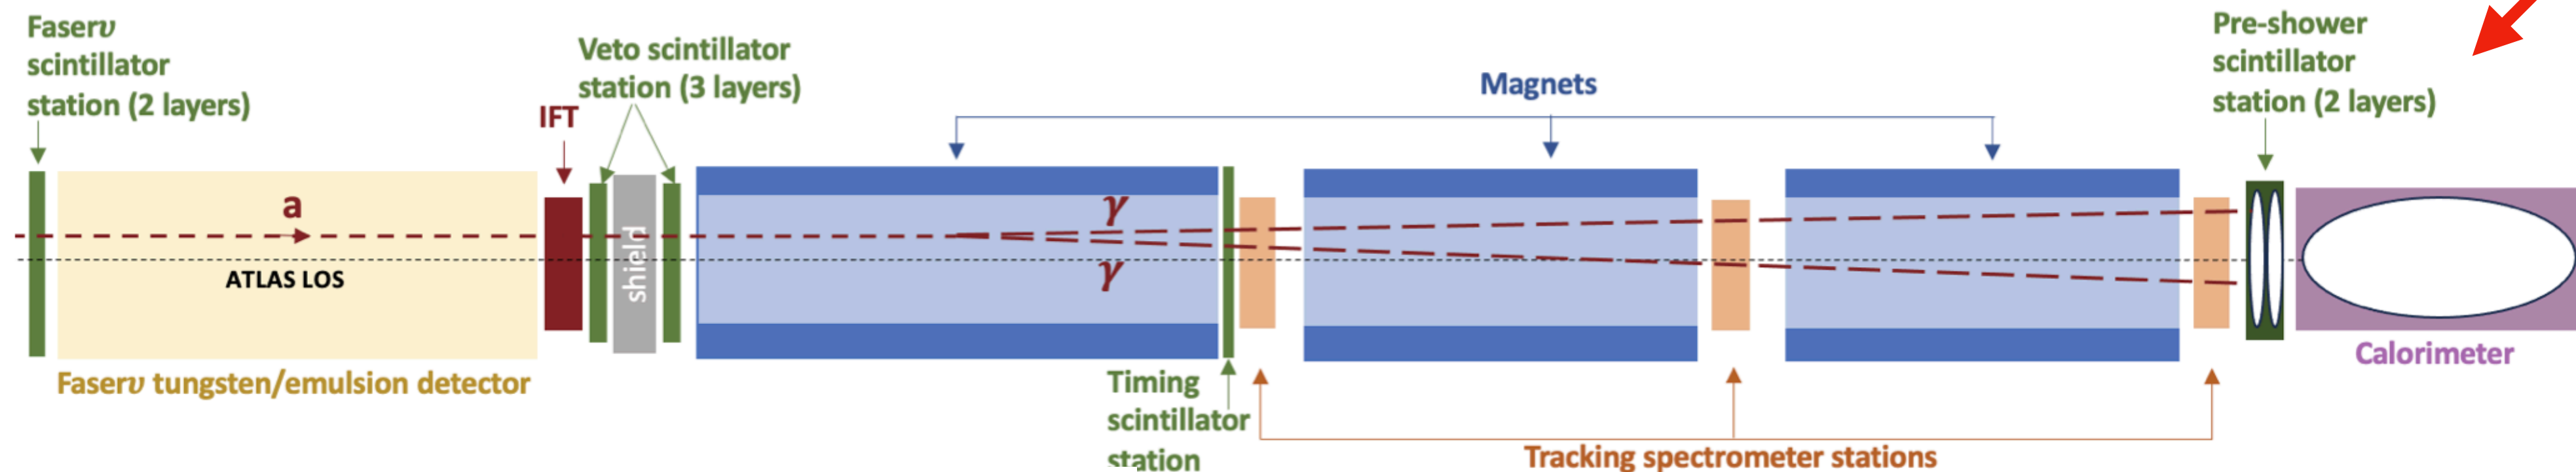 Faserν
scintillator
station (2 layers)
Veto scintillator
station (3 layers)
IFT
Magnets
Pre-shower
scintillator
station (2 layers)
a
γ
γ
shield
ATLAS LOS
Faserν tungsten/emulsion detector
Timing
scintillator
station
Tracking spectrometer stations
Calorimeter